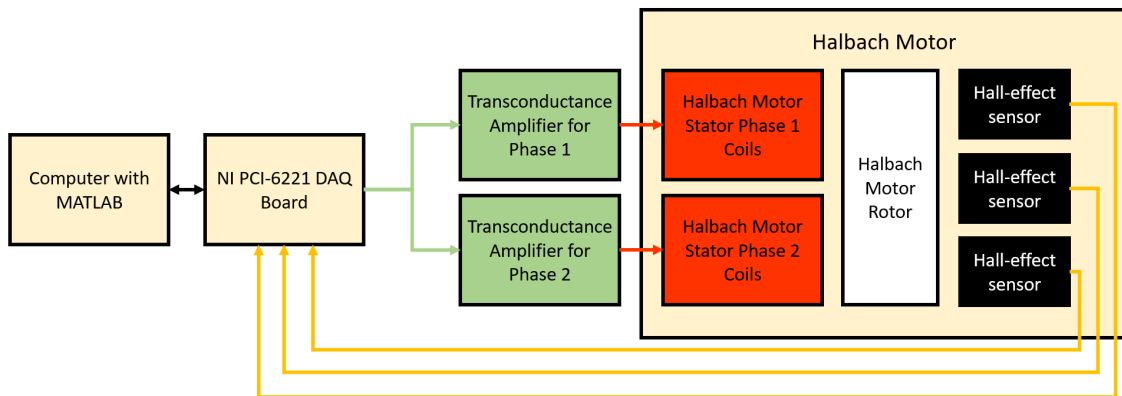 Halbach Motor
Computer with
MATLAB
NI PCI-6221 DAQ
Board
Transconductance
Amplifier for
Phase 1
Transconductance
Amplifier for
Phase 2
Halbach Motor
Stator Phase 1
Coils
Halbach Motor
Stator Phase 2
Coils
Halbach
Motor
Rotor
Hall-effect
sensor
Hall-effect
sensor
Hall-effect
sensor